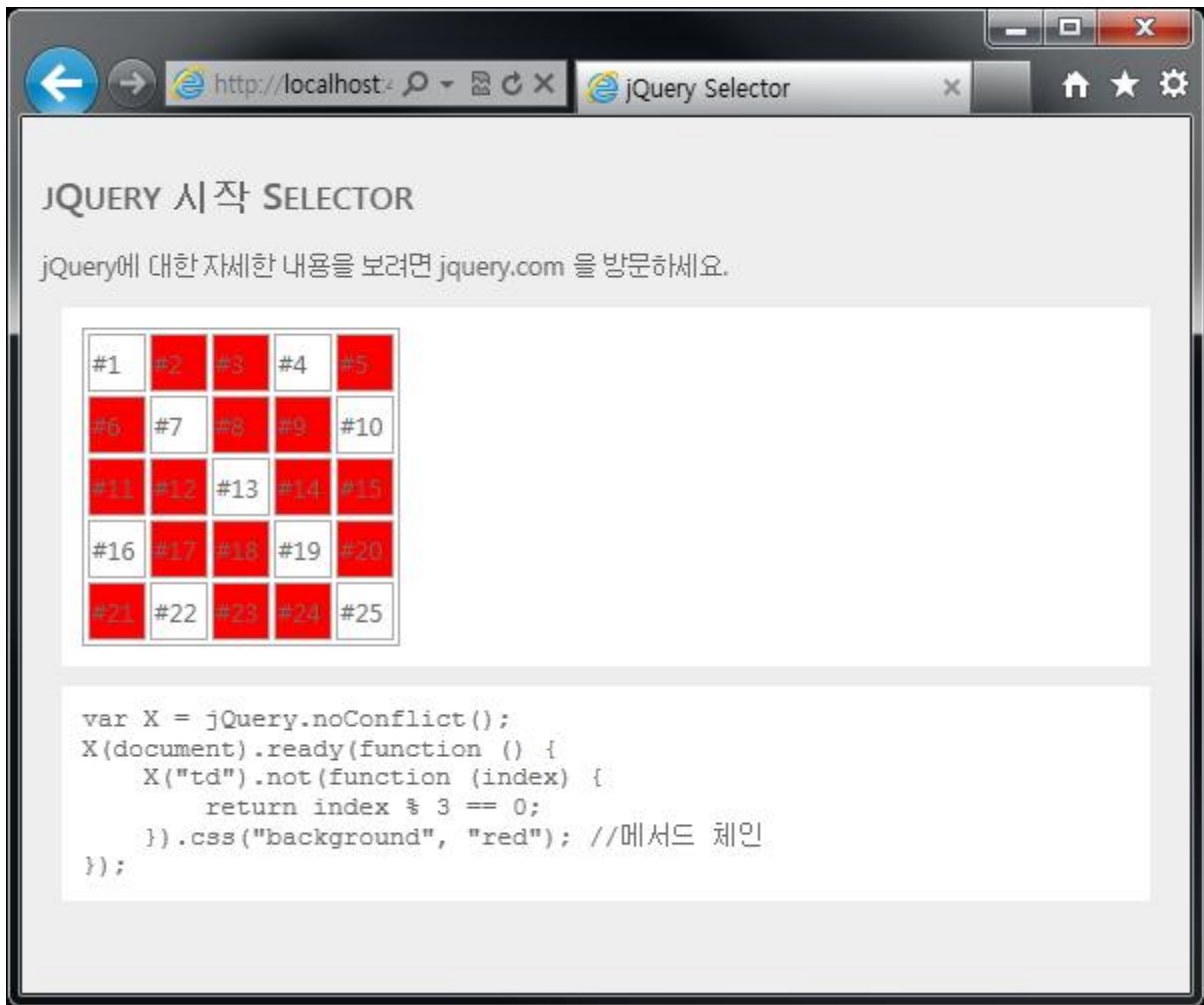 http://localhost:
jQuery Selector
JQUERY 시작 SELECTOR
jQuery에 대한 자세한 내용을 보려면 jquery.com 을 방문하세요.
#1 #2 #3 #4 #5
#6 #7 #8 #9 #10
#11 #12 #13 #14 #15
#16 #17 #18 #19 #20
#21 #22 #23 #24 #25
var X = jQuery.noConflict();
X(document).ready(function () {
    X("td").not(function (index) {
        return index % 3 == 0;
    }).css("background", "red"); //메서드 체인
});